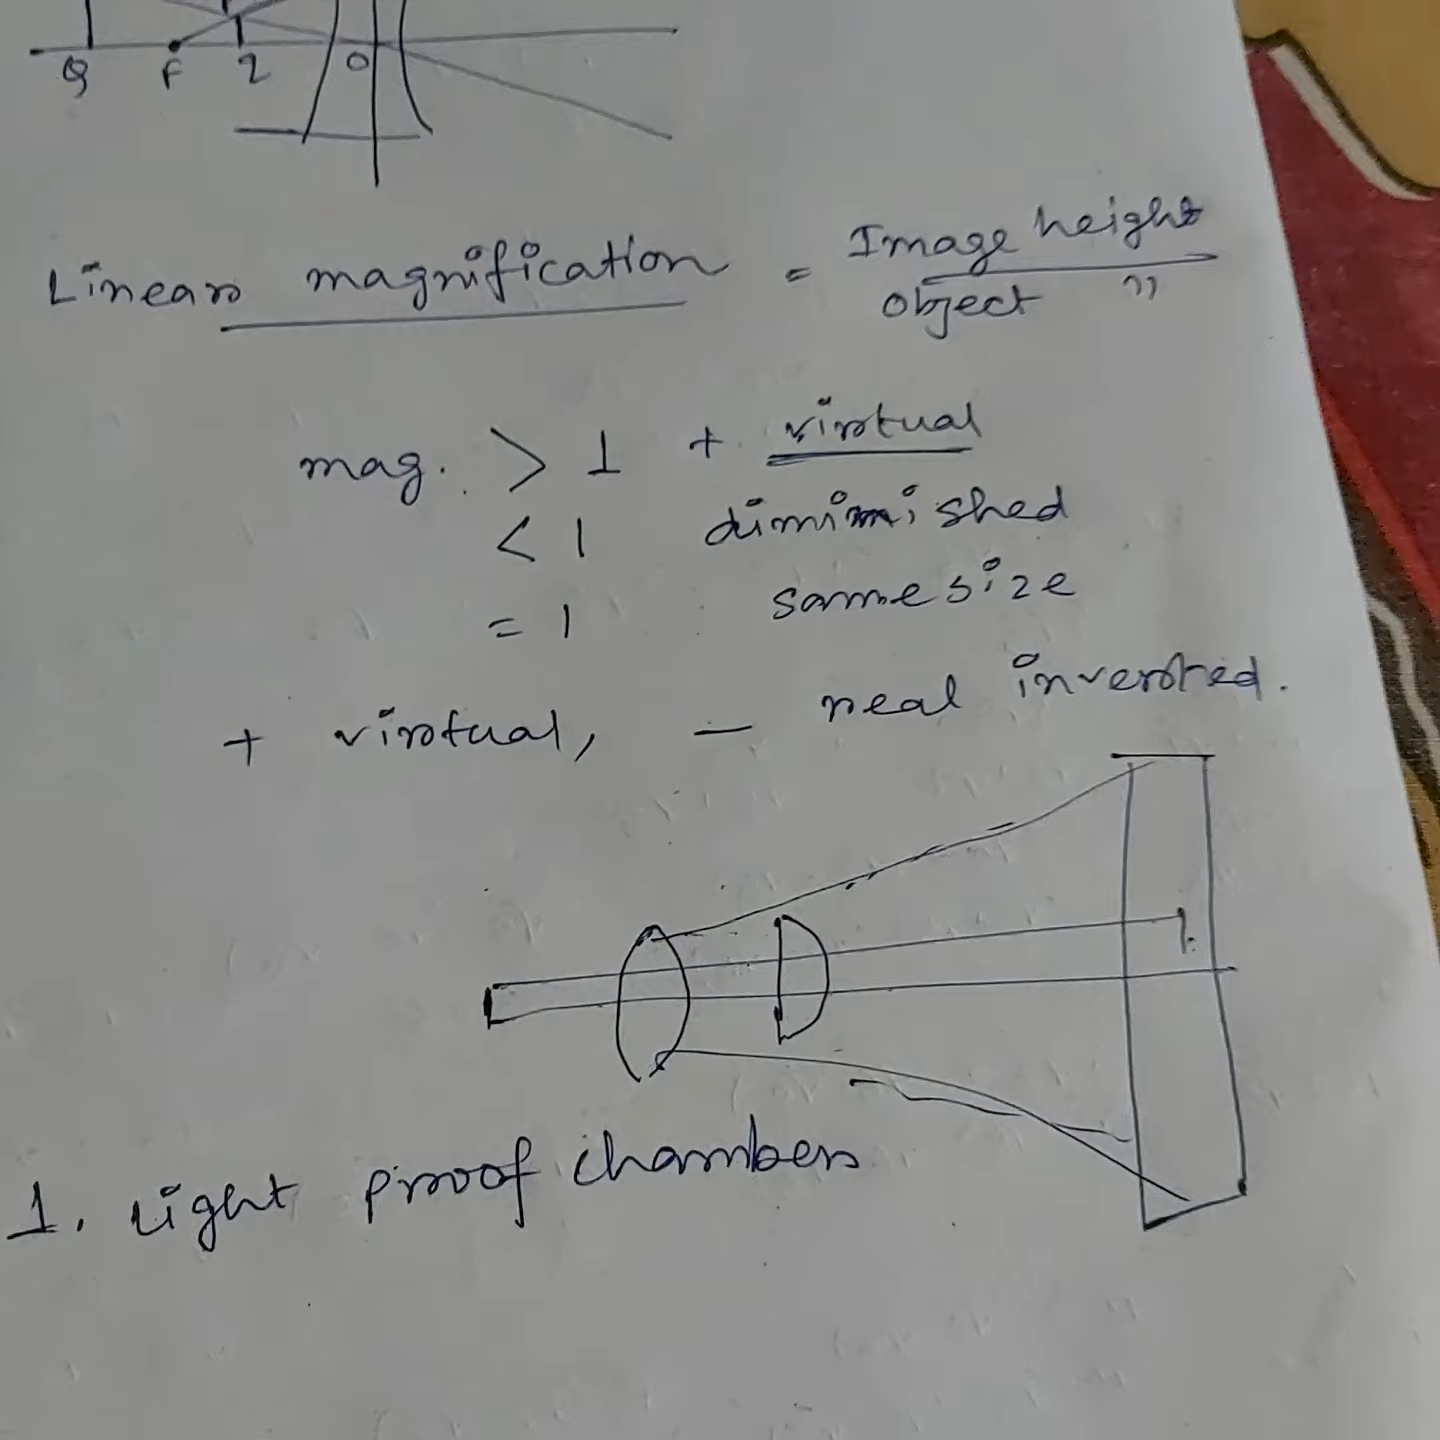 Q F 2 O
Linear magnification = Image height
object "
mag. > 1 + virtual
< 1 diminished
= 1 same size
+ virtual, - real inverted.
1. Light proof chamber